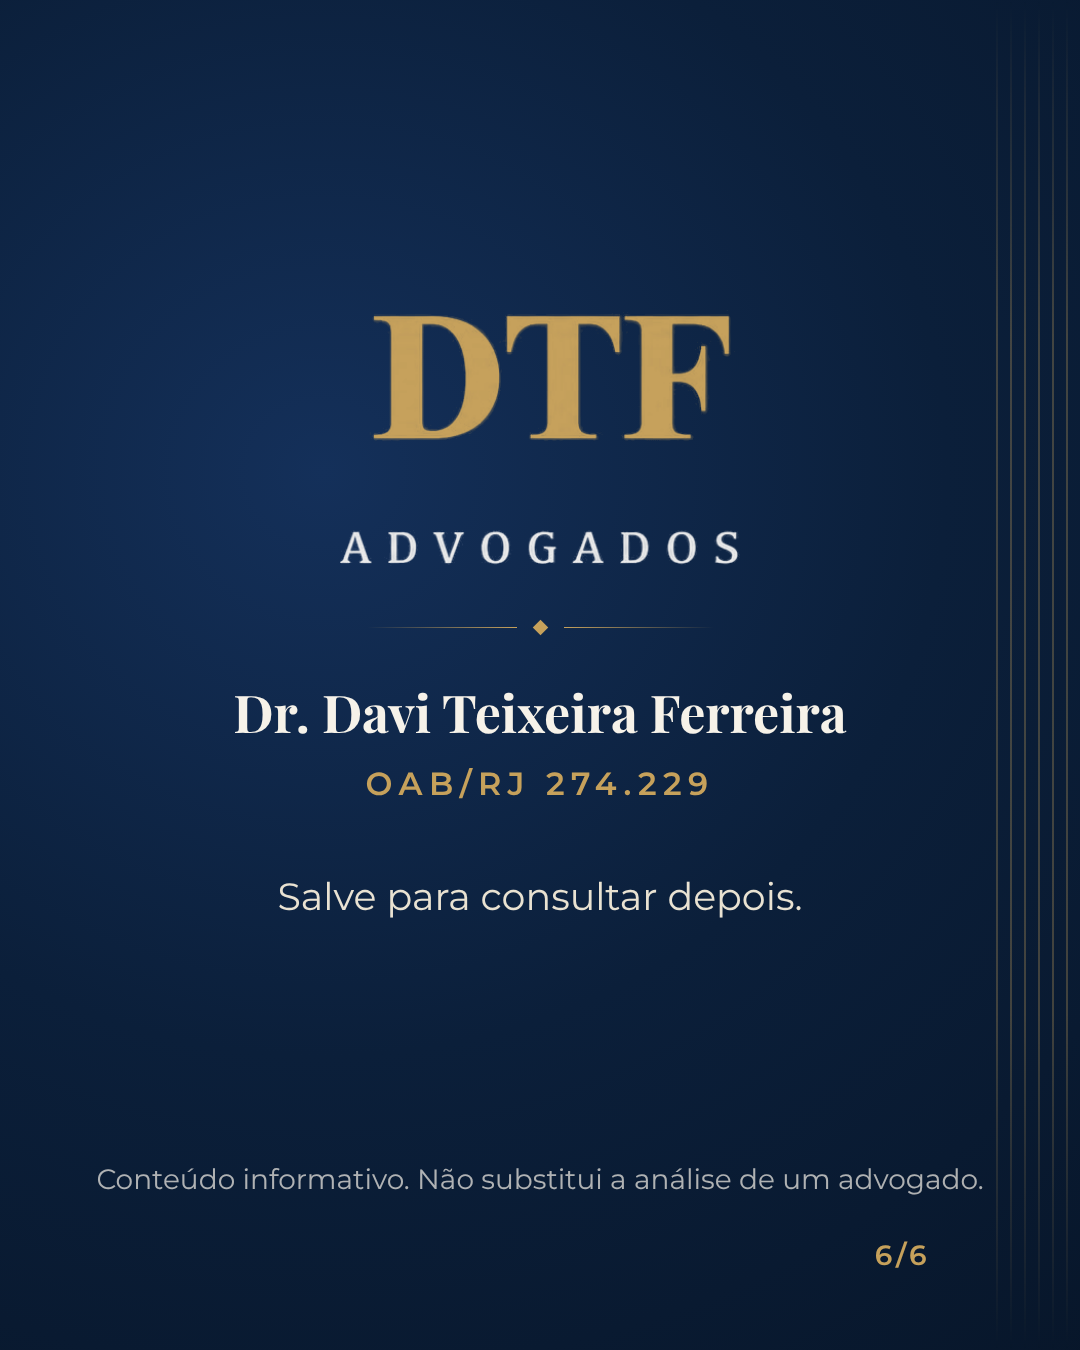 DTF
ADVOGADOS
Dr. Davi Teixeira Ferreira
OAB/RJ 274.229
Salve para consultar depois.
Conteúdo informativo. Não substitui a análise de um advogado.
6/6